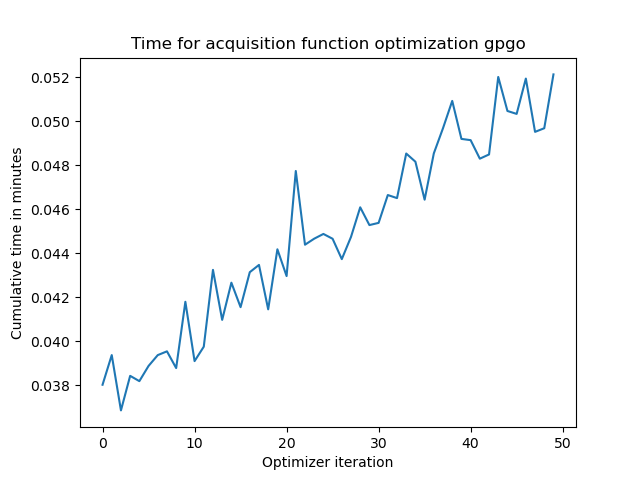 Time for acquisition function optimization gpgo
0.052
0.050
0.048
0.046
0.044
0.042
0.040
0.038
Cumulative time in minutes
0 10 20 30 40 50
Optimizer iteration